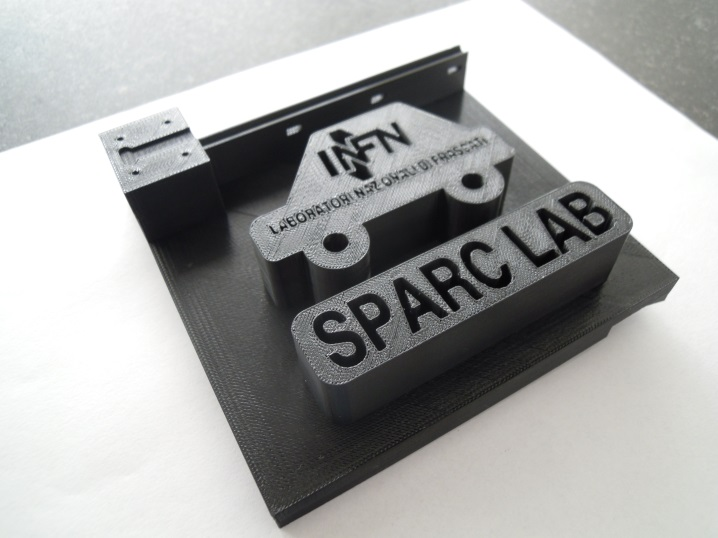 INFN
LABORATORI NAZIONALI DI FRASCATI
SPARC LAB